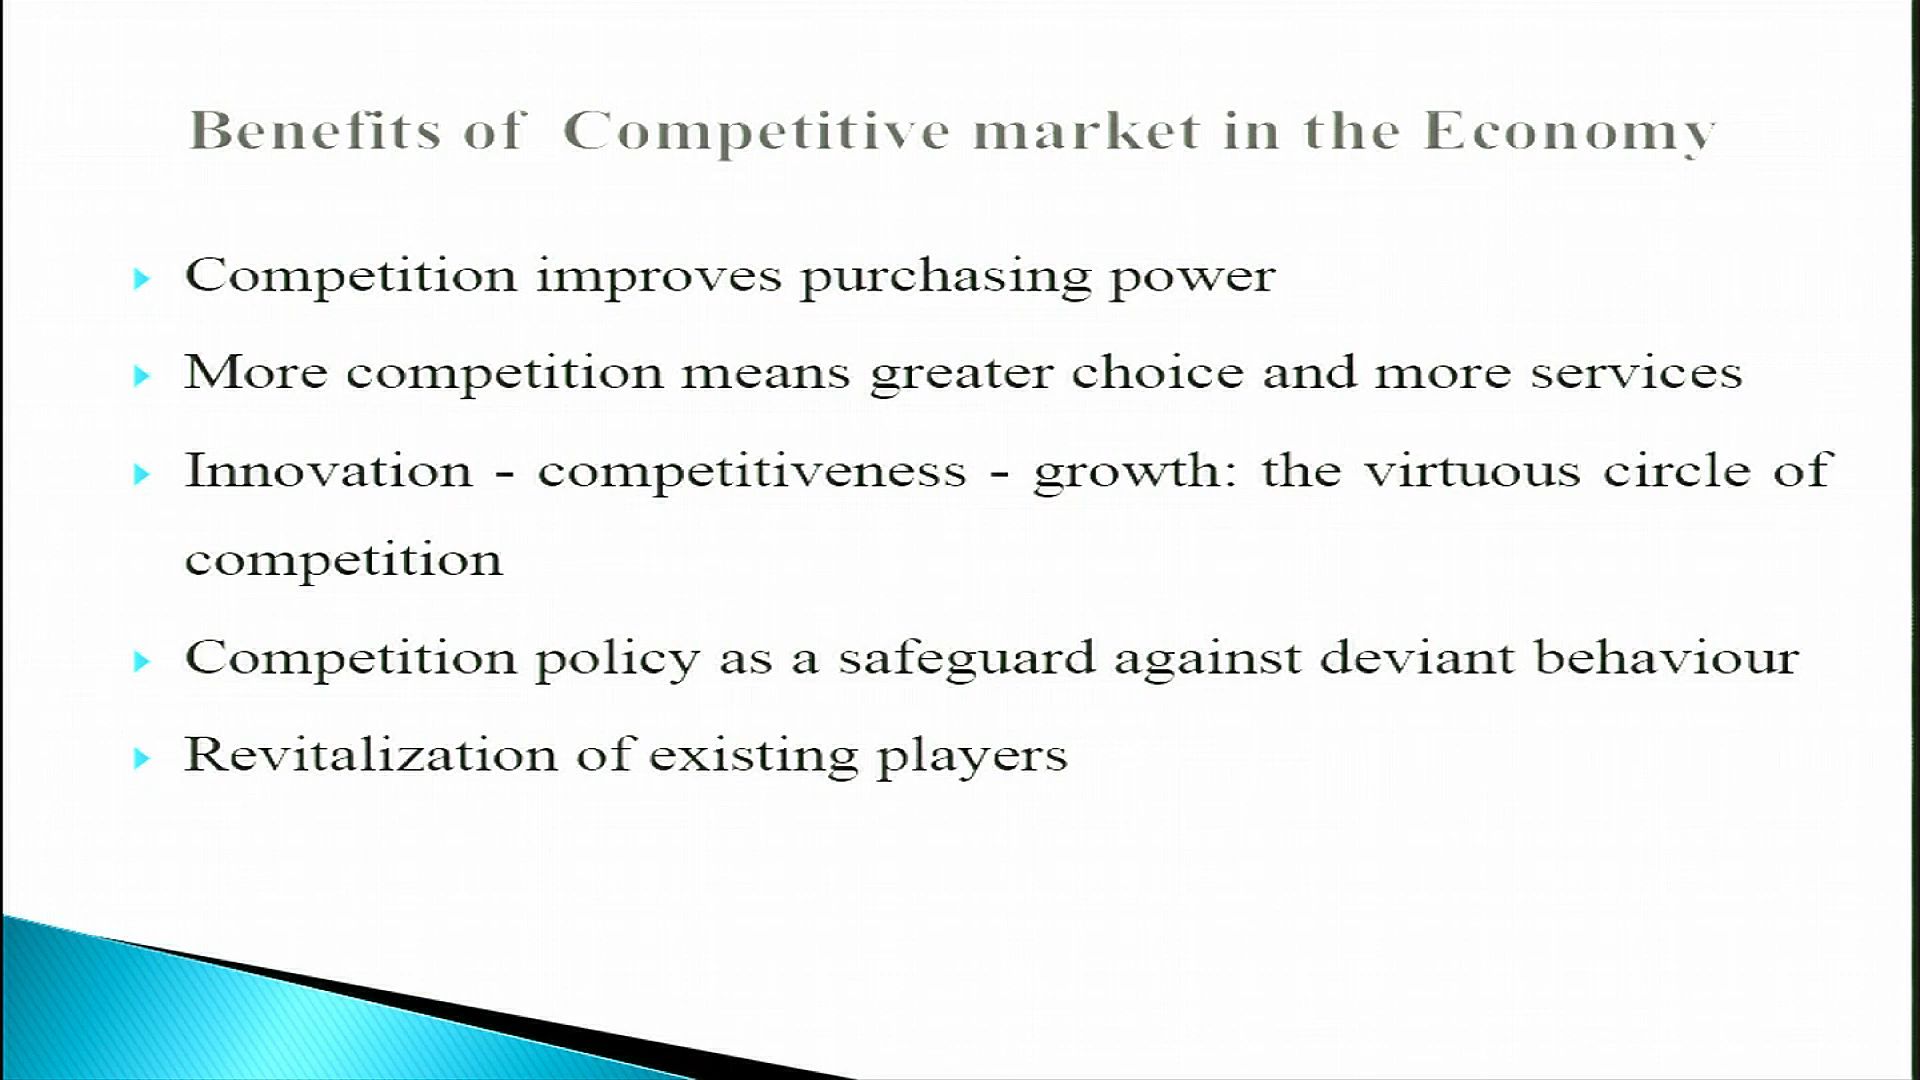 Benefits of Competitive market in the Economy
Competition improves purchasing power
More competition means greater choice and more services
Innovation - competitiveness - growth: the virtuous circle of
competition
Competition policy as a safeguard against deviant behaviour
Revitalization of existing players